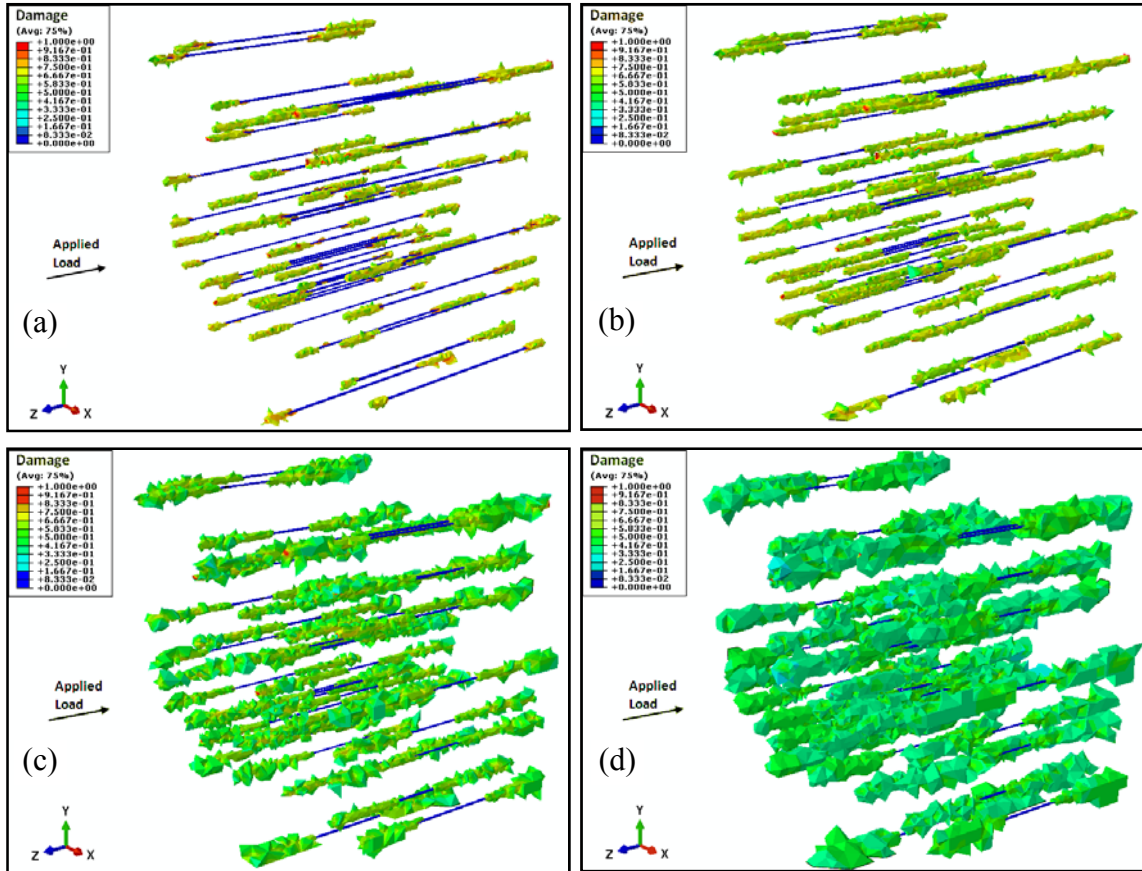 Damage
(Avg: 75%)
+1.000e+00
+9.167e-01
+8.333e-01
+7.500e-01
+6.667e-01
+5.833e-01
+5.000e-01
+4.167e-01
+3.333e-01
+2.500e-01
+1.667e-01
+8.333e-02
+0.000e+00
Applied
Load
(a)
Y
Z
X
Damage
(Avg: 75%)
+1.000e+00
+9.167e-01
+8.333e-01
+7.500e-01
+6.667e-01
+5.833e-01
+5.000e-01
+4.167e-01
+3.333e-01
+2.500e-01
+1.667e-01
+8.333e-02
+0.000e+00
Applied
Load
(b)
Y
Z
X
Damage
(Avg: 75%)
+1.000e+00
+9.167e-01
+8.333e-01
+7.500e-01
+6.667e-01
+5.833e-01
+5.000e-01
+4.167e-01
+3.333e-01
+2.500e-01
+1.667e-01
+8.333e-02
+0.000e+00
Applied
Load
(c)
Y
Z
X
Damage
(Avg: 75%)
+1.000e+00
+9.167e-01
+8.333e-01
+7.500e-01
+6.667e-01
+5.833e-01
+5.000e-01
+4.167e-01
+3.333e-01
+2.500e-01
+1.667e-01
+8.333e-02
+0.000e+00
Applied
Load
(d)
Y
Z
X